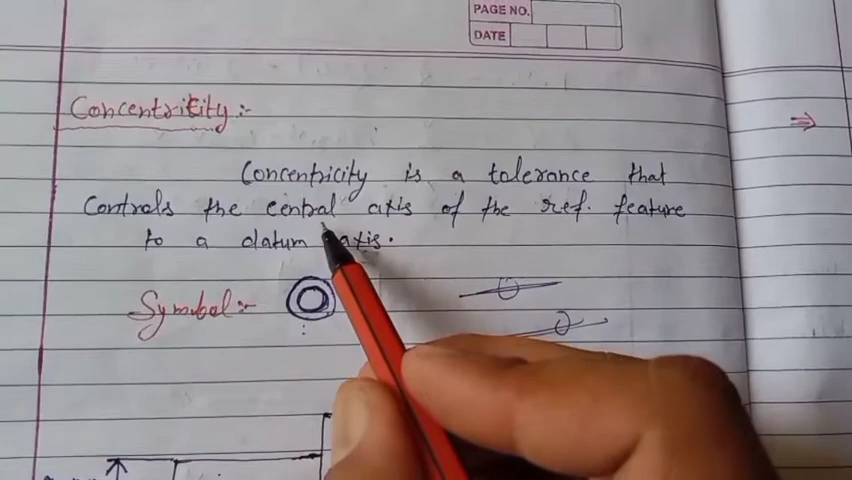 PAGE NO.
DATE
Concentricity :-
Concentricity is a tolerance that
Controls the central axis of the ref. feature
to a datum axis.
Symbol :-